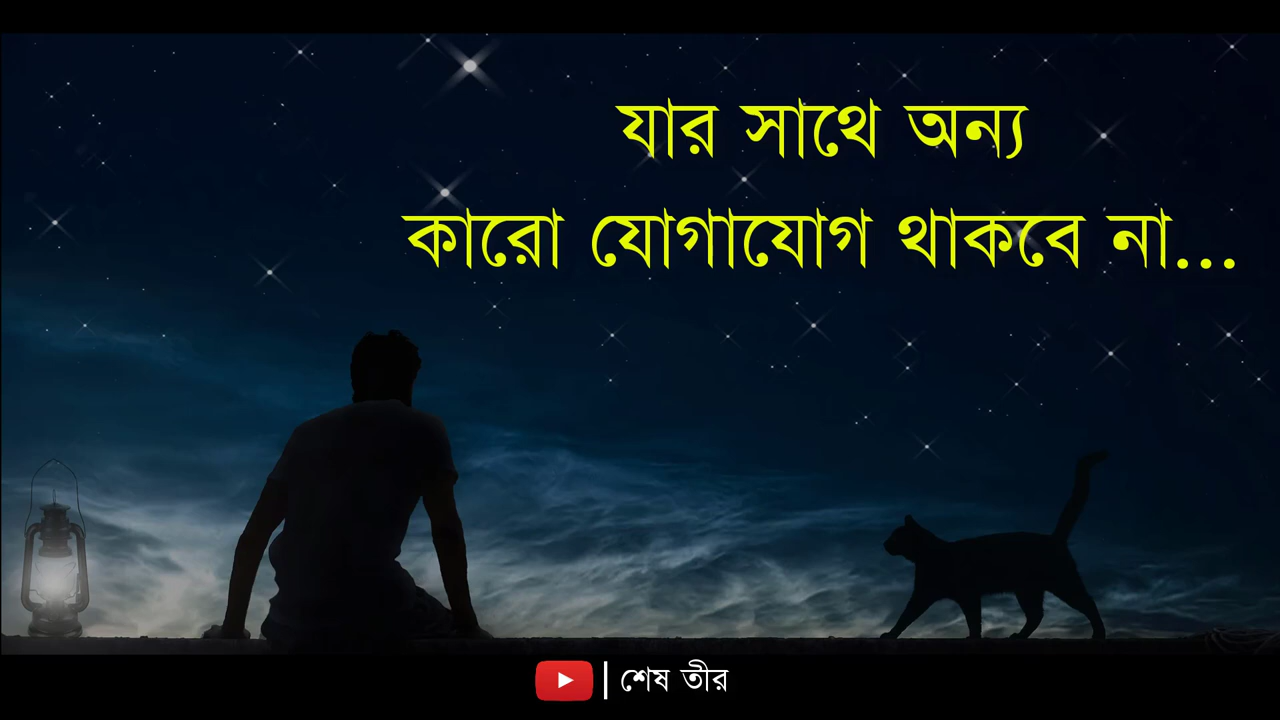 যার সাথে অন্য
কারো যোগাযোগ থাকবে না...
শেষ তীর